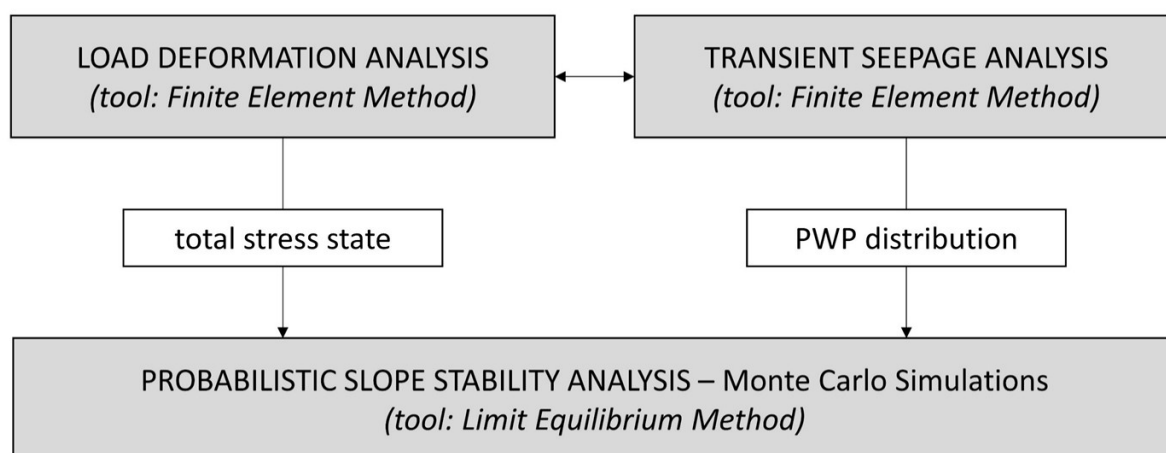 LOAD DEFORMATION ANALYSIS
(tool: Finite Element Method)
TRANSIENT SEEPAGE ANALYSIS
(tool: Finite Element Method)
total stress state
PWP distribution
PROBABILISTIC SLOPE STABILITY ANALYSIS – Monte Carlo Simulations
(tool: Limit Equilibrium Method)